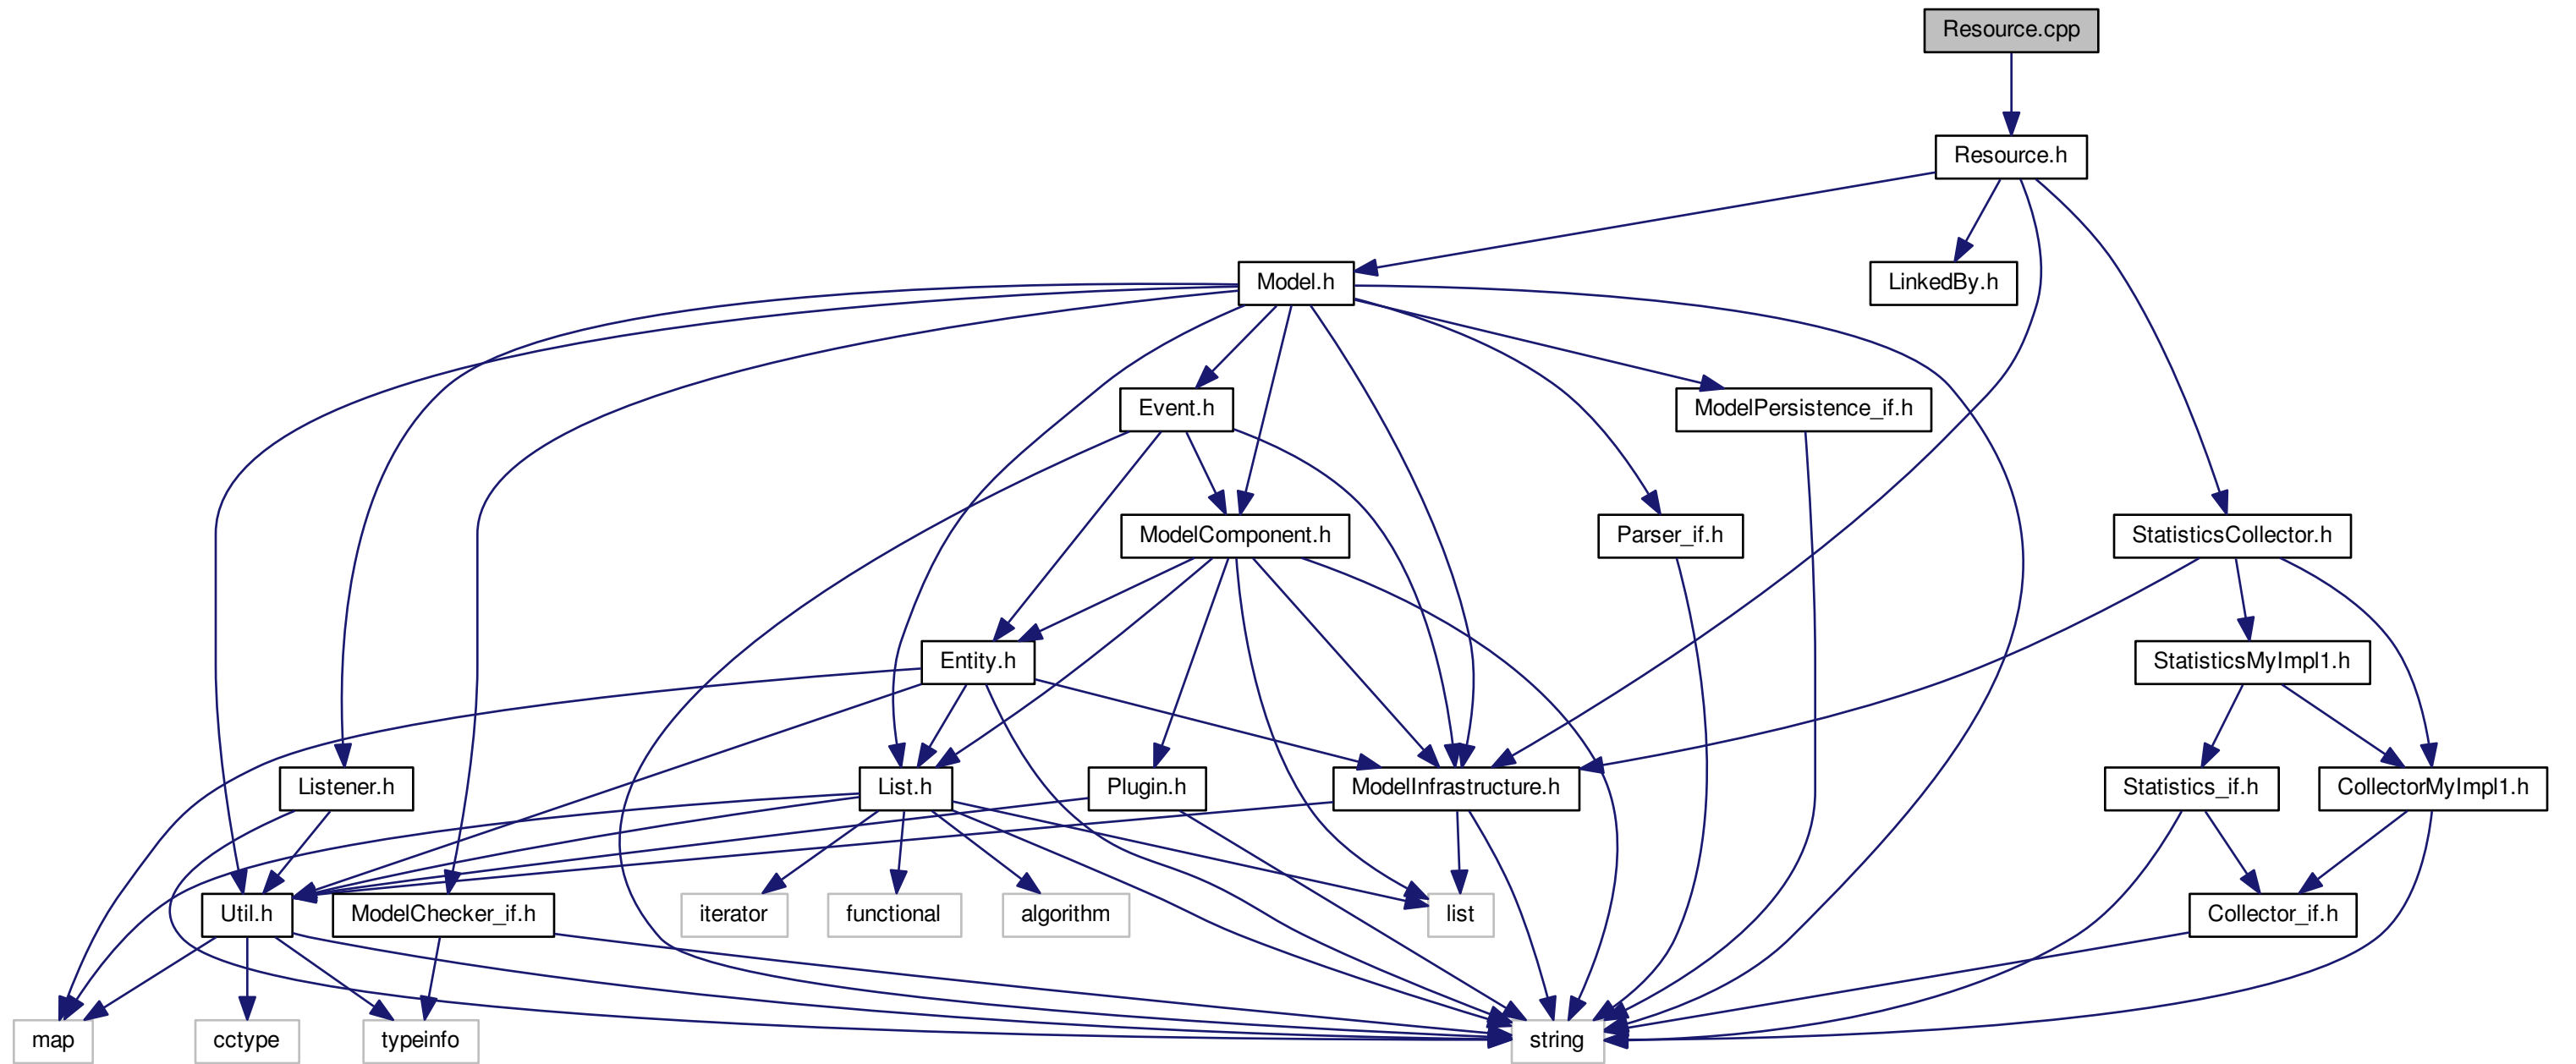 Resource.cpp
Resource.h
Model.h
LinkedBy.h
Event.h
ModelPersistence_if.h
ModelComponent.h
Parser_if.h
StatisticsCollector.h
Entity.h
StatisticsMyImpl1.h
Listener.h
List.h
Plugin.h
ModelInfrastructure.h
Statistics_if.h
CollectorMyImpl1.h
Util.h
ModelChecker_if.h
iterator
functional
algorithm
list
Collector_if.h
map
cctype
typeinfo
string